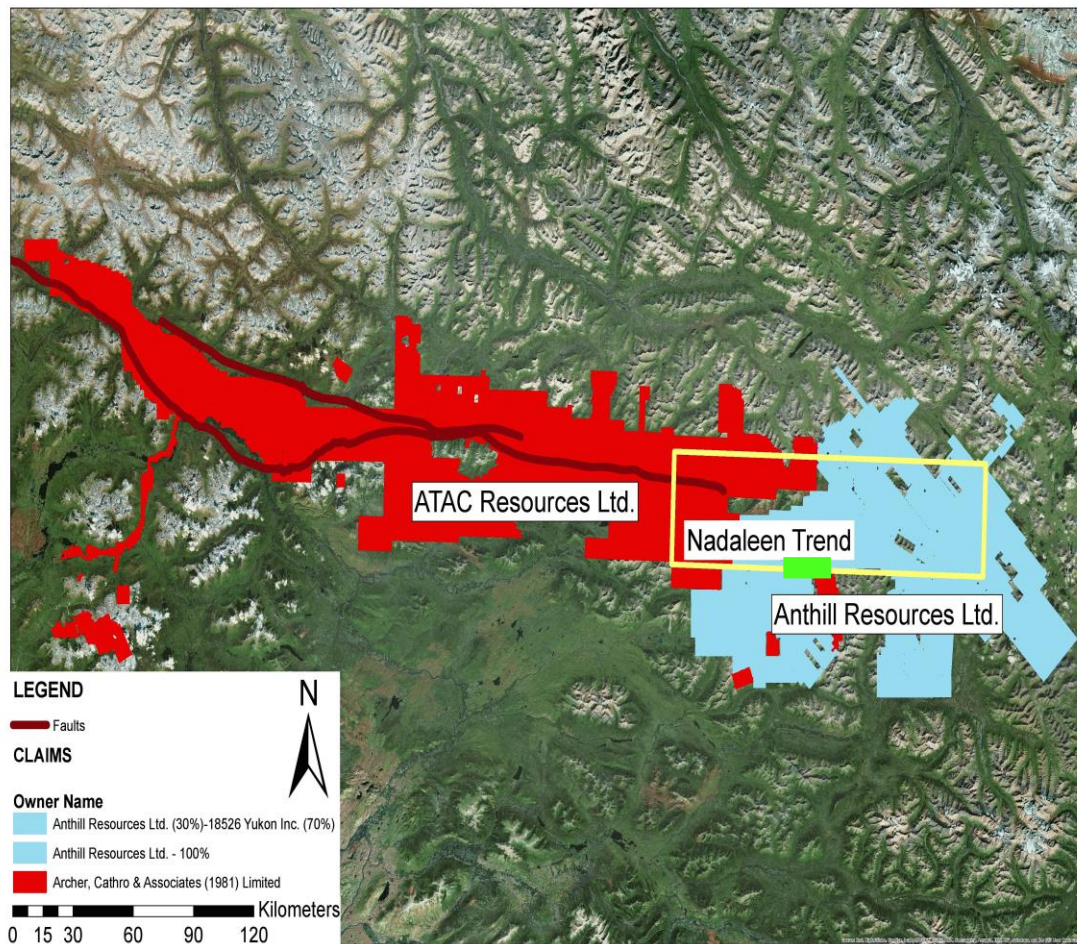 ATAC Resources Ltd.
Nadaleen Trend
Anthill Resources Ltd.
LEGEND
N
Faults
CLAIMS
Owner Name
Anthill Resources Ltd. (30%)-18526 Yukon Inc. (70%)
Anthill Resources Ltd. - 100%
Archer, Cathro & Associates (1981) Limited
Kilometers
0 15 30 60 90 120